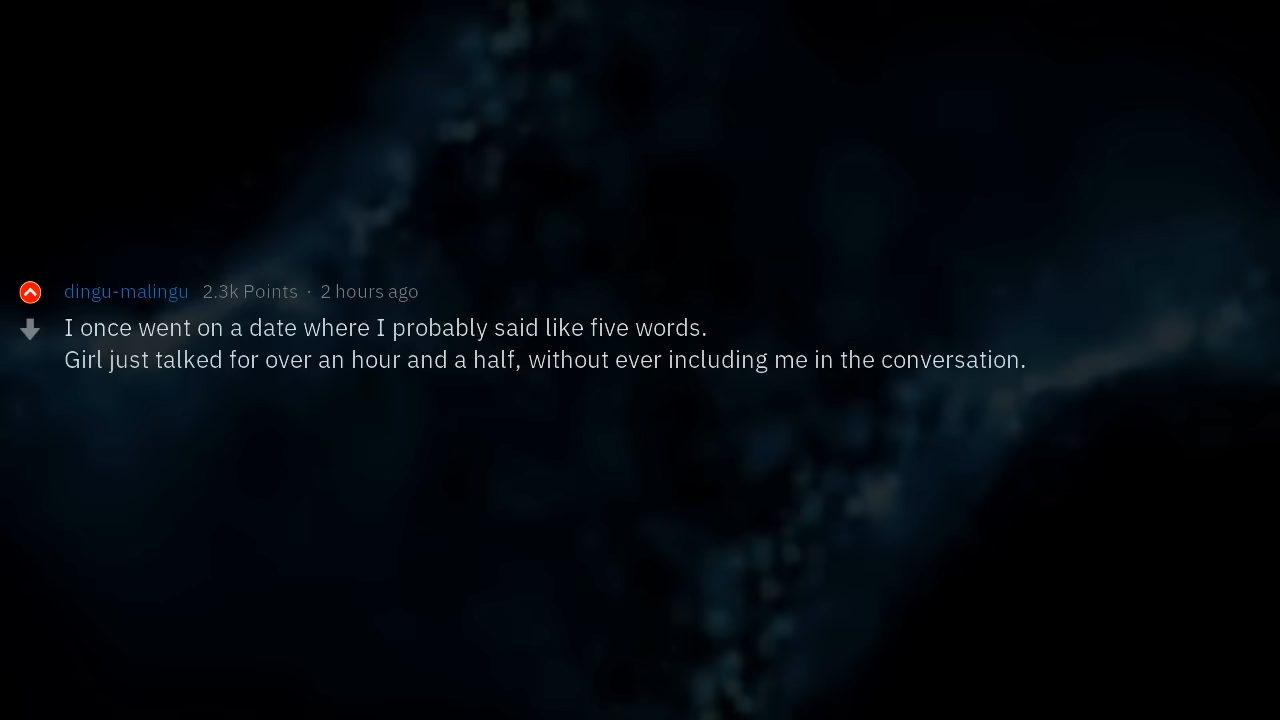 dingu-malingu 2.3k Points · 2 hours ago
I once went on a date where I probably said like five words.
Girl just talked for over an hour and a half, without ever including me in the conversation.